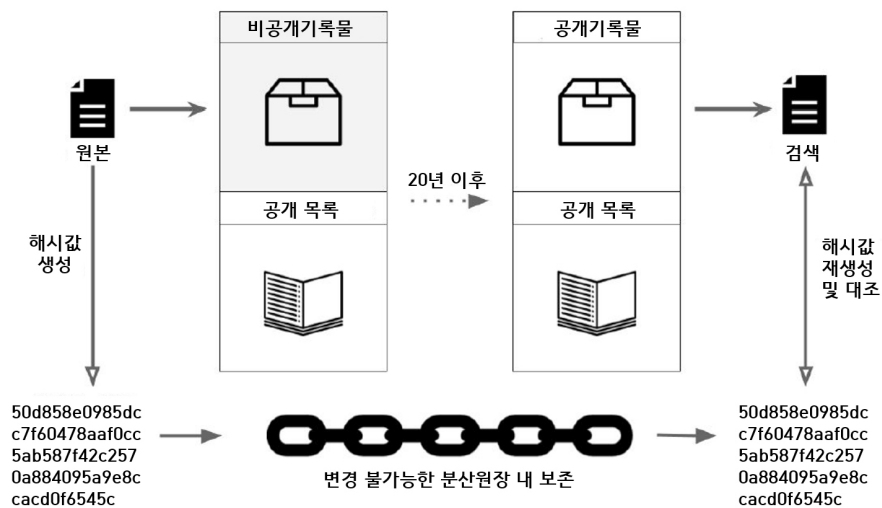 비공개기록물
공개기록물
원본
검색
20년 이후
공개 목록
공개 목록
해시값
생성
해시값
재생성
및 대조
50d858e0985dc
c7f60478aaf0cc
5ab587f42c257
0a884095a9e8c
cacd0f6545c
변경 불가능한 분산원장 내 보존
50d858e0985dc
c7f60478aaf0cc
5ab587f42c257
0a884095a9e8c
cacd0f6545c